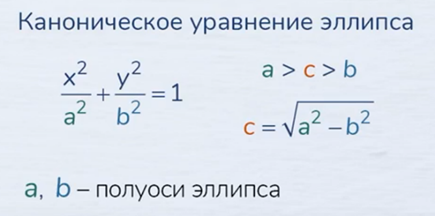 Каноническое уравнение эллипса
x²/a² + y²/b² = 1
a > c > b
c = √(a² – b²)
a, b – полуоси эллипса